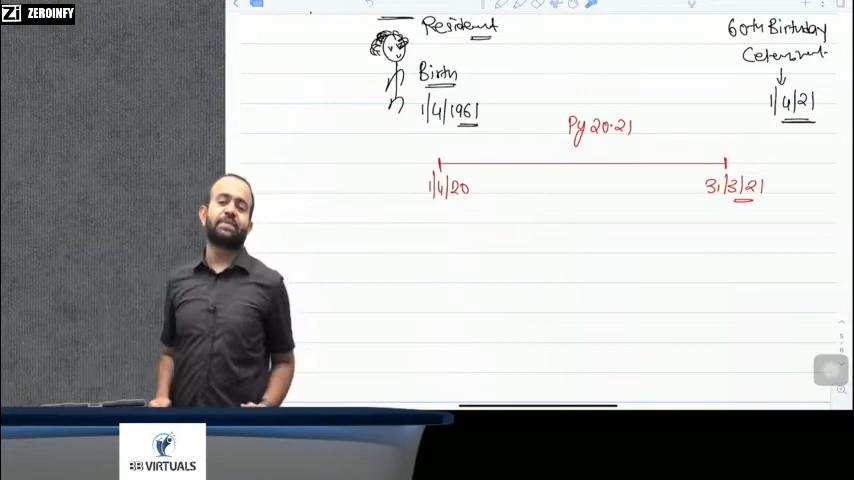 Zi ZEROINFY
Resident
60th Birthday
Birth
1/4/1961
1/4/21
Py 20-21
1/4/20
31/3/21
BB VIRTUALS